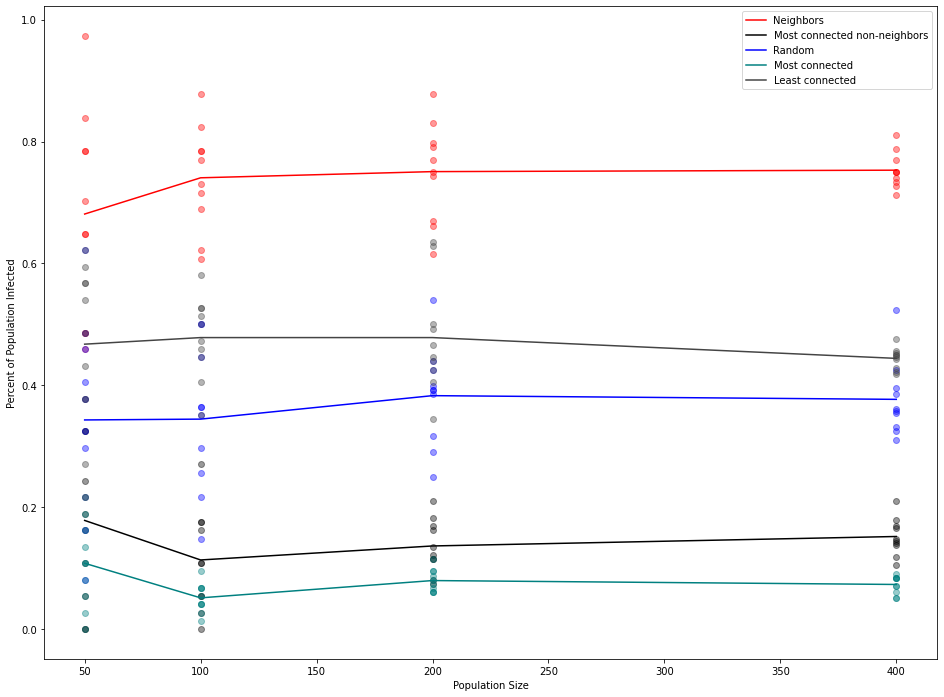 Neighbors
Most connected non-neighbors
Random
Most connected
Least connected
1.0
0.8
0.6
0.4
0.2
0.0
Percent of Population Infected
50
100
150
200
250
300
350
400
Population Size